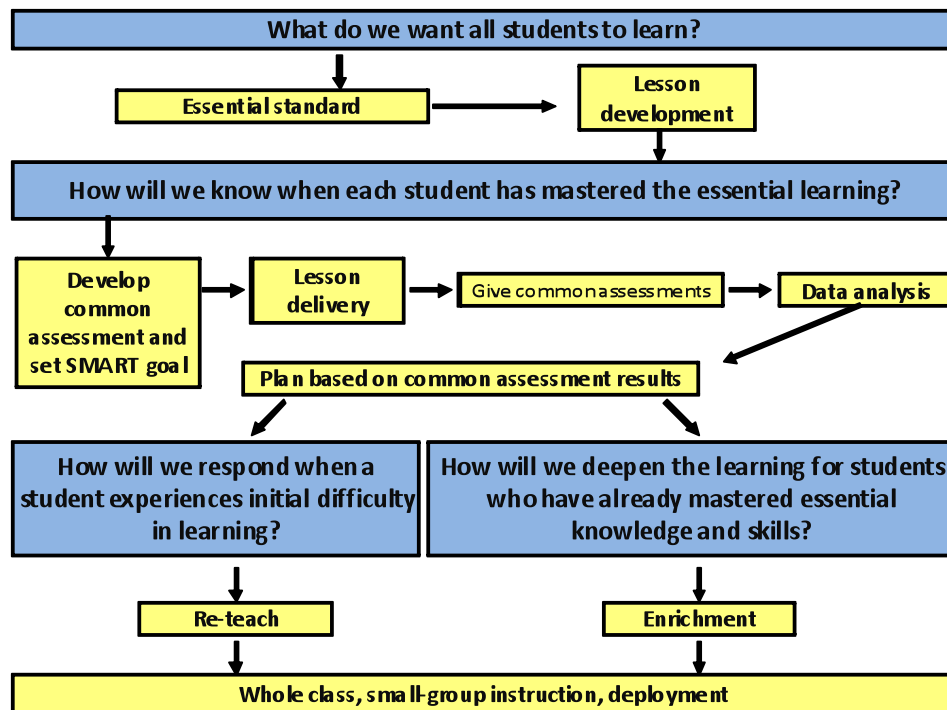 What do we want all students to learn?
Essential standard
Lesson
development
How will we know when each student has mastered the essential learning?
Develop
common
assessment and
set SMART goal
Lesson
delivery
Give common assessments
Data analysis
Plan based on common assessment results
How will we respond when a
student experiences initial difficulty
in learning?
How will we deepen the learning for students
who have already mastered essential
knowledge and skills?
Re-teach
Enrichment
Whole class, small-group instruction, deployment